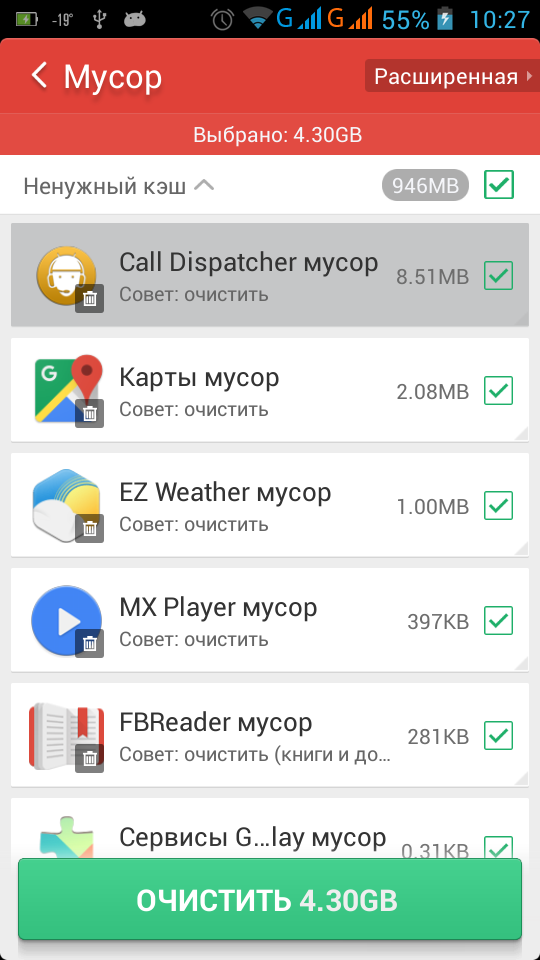 -19° G G 55% 10:27
Мусор
Расширенная
Выбрано: 4.30GB
Ненужный кэш 946MB
Call Dispatcher мусор
8.51MB
Совет: очистить
G
Карты мусор
2.08MB
Совет: очистить
EZ Weather мусор
1.00MB
Совет: очистить
MX Player мусор
397KB
Совет: очистить
FBReader мусор
281KB
Совет: очистить (книги и до...
Сервисы G...lay мусор
0.31KB
ОЧИСТИТЬ 4.30GB